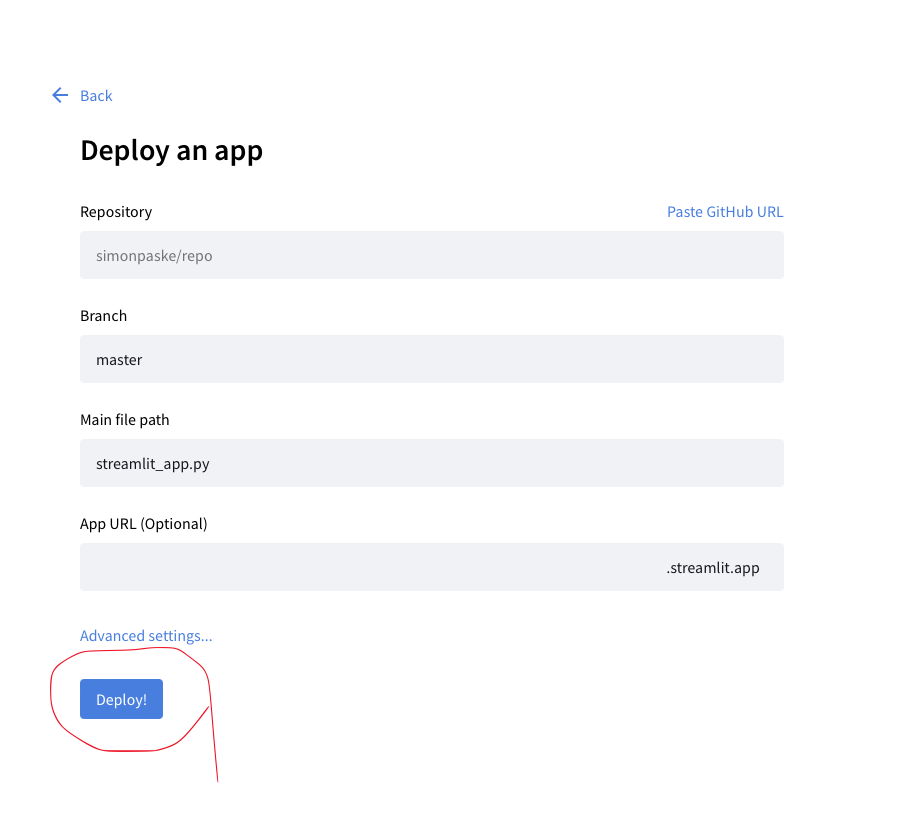 Back
Deploy an app
Repository
Paste GitHub URL
simonpaske/repo
Branch
master
Main file path
streamlit_app.py
App URL (Optional)
.streamlit.app
Advanced settings...
Deploy!